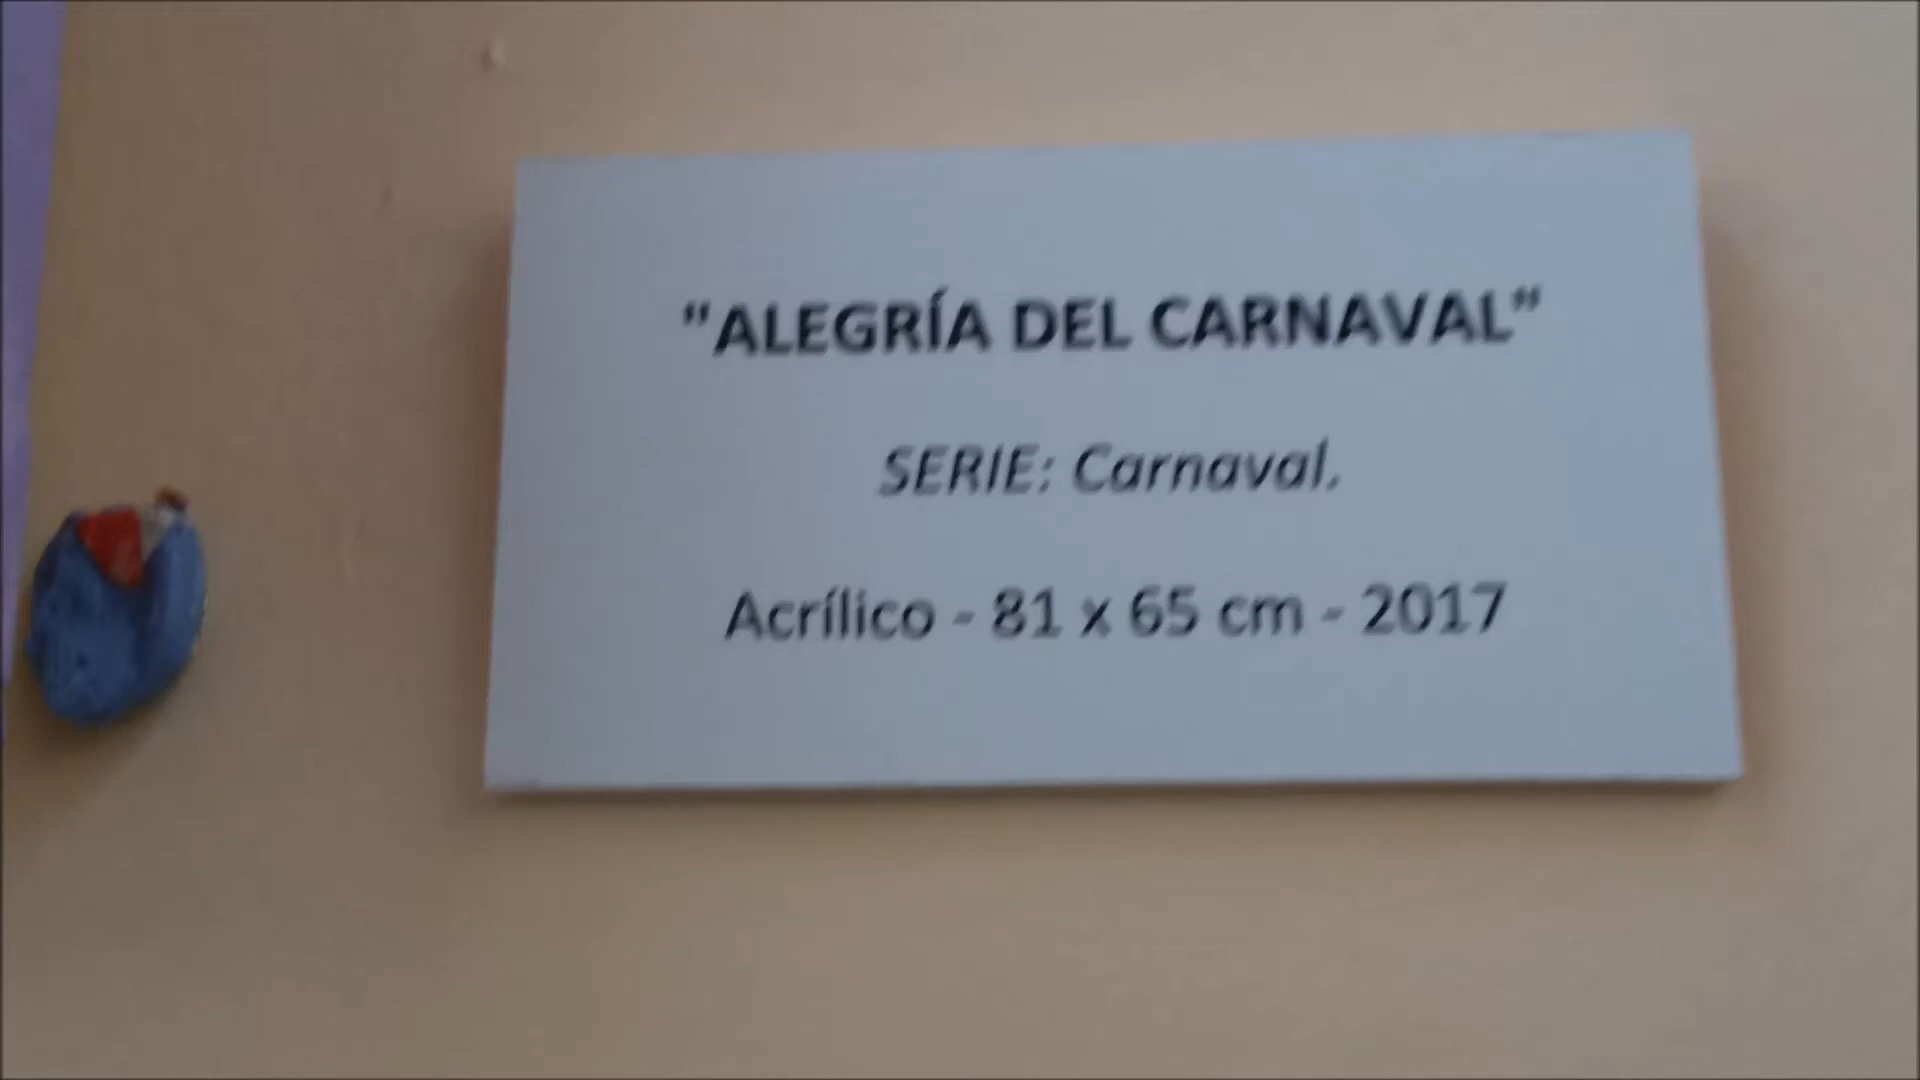 "ALEGRÍA DEL CARNAVAL"
SERIE: Carnaval.
Acrílico - 81 x 65 cm - 2017